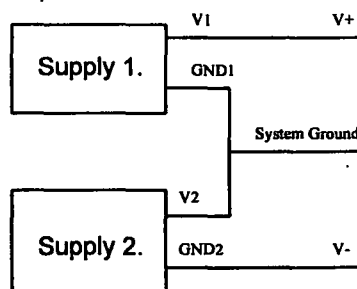 V1 V+
Supply 1.
GND1
System Ground
V2
Supply 2.
GND2 V-